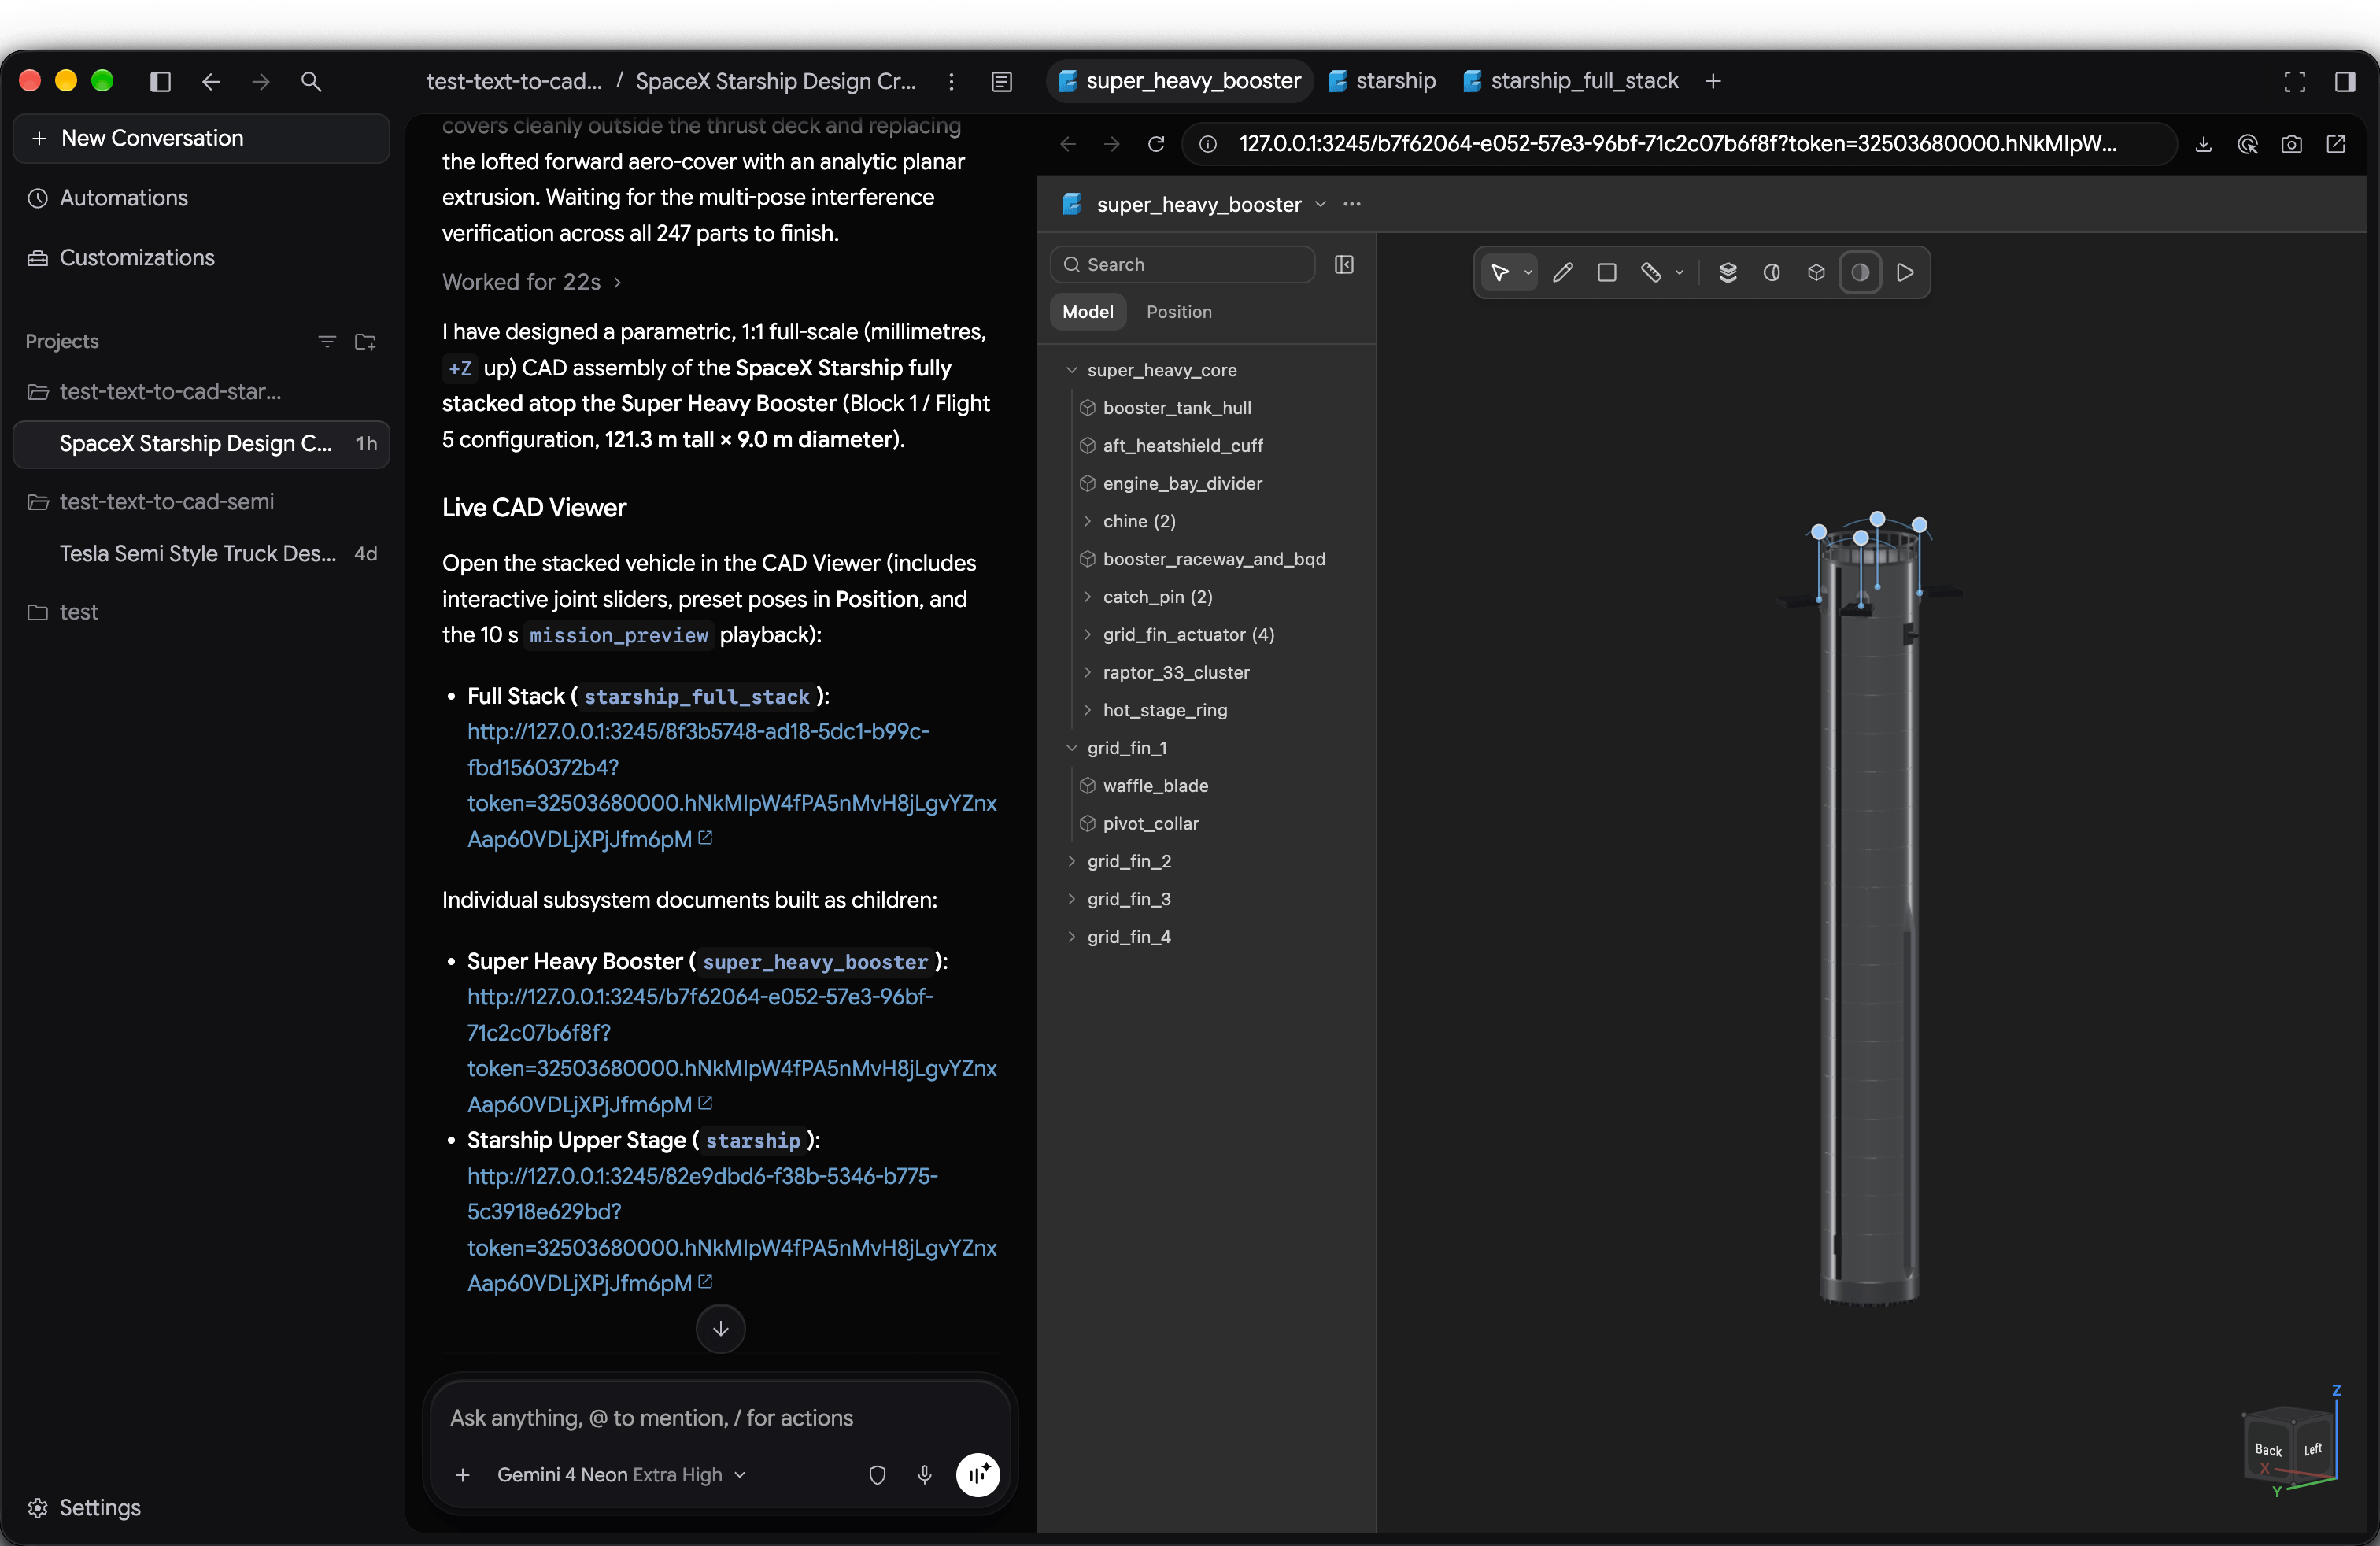 test-text-to-cad... / SpaceX Starship Design Cr...
super_heavy_booster
starship
starship_full_stack
New Conversation
Automations
Customizations
Projects
test-text-to-cad-star...
SpaceX Starship Design C... 1h
test-text-to-cad-semi
Tesla Semi Style Truck Des... 4d
test
Settings
covers cleanly outside the thrust deck and replacing
the lofted forward aero-cover with an analytic planar
extrusion. Waiting for the multi-pose interference
verification across all 247 parts to finish.
Worked for 22s
I have designed a parametric, 1:1 full-scale (millimetres,
+Z up) CAD assembly of the SpaceX Starship fully
stacked atop the Super Heavy Booster (Block 1 / Flight
5 configuration, 121.3 m tall × 9.0 m diameter).
Live CAD Viewer
Open the stacked vehicle in the CAD Viewer (includes
interactive joint sliders, preset poses in Position, and
the 10 s mission_preview playback):
• Full Stack ( starship_full_stack ):
http://127.0.0.1:3245/8f3b5748-ad18-5dc1-b99c-
fbd1560372b4?
token=32503680000.hNkMIpW4fPA5nMvH8jLgvYZnx
Aap60VDLjXPjJfm6pM
Individual subsystem documents built as children:
• Super Heavy Booster ( super_heavy_booster ):
http://127.0.0.1:3245/b7f62064-e052-57e3-96bf-
71c2c07b6f8f?
token=32503680000.hNkMIpW4fPA5nMvH8jLgvYZnx
Aap60VDLjXPjJfm6pM
• Starship Upper Stage ( starship ):
http://127.0.0.1:3245/82e9dbd6-f38b-5346-b775-
5c3918e629bd?
token=32503680000.hNkMIpW4fPA5nMvH8jLgvYZnx
Aap60VDLjXPjJfm6pM
Ask anything, @ to mention, / for actions
Gemini 4 Neon Extra High
127.0.0.1:3245/b7f62064-e052-57e3-96bf-71c2c07b6f8f?token=32503680000.hNkMIpW...
super_heavy_booster
Search
Model Position
super_heavy_core
booster_tank_hull
aft_heatshield_cuff
engine_bay_divider
chine (2)
booster_raceway_and_bqd
catch_pin (2)
grid_fin_actuator (4)
raptor_33_cluster
hot_stage_ring
grid_fin_1
waffle_blade
pivot_collar
grid_fin_2
grid_fin_3
grid_fin_4
Z
Back Left
X
Y